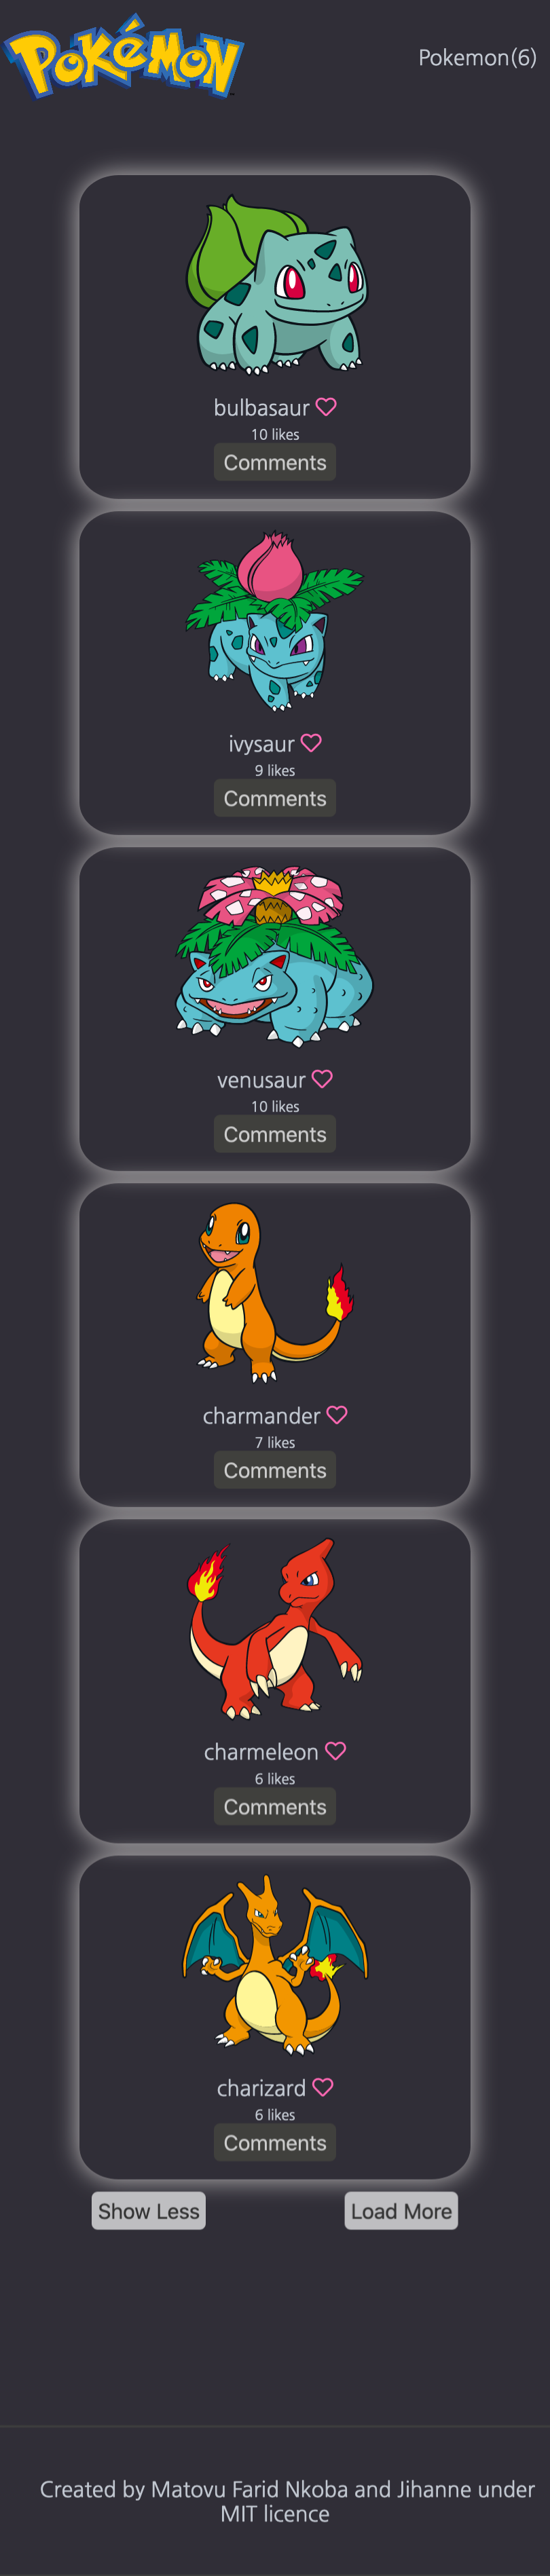 POKéMON
Pokemon(6)
bulbasaur
10 likes
Comments
ivysaur
9 likes
Comments
venusaur
10 likes
Comments
charmander
7 likes
Comments
charmeleon
6 likes
Comments
charizard
6 likes
Comments
Show Less
Load More
Created by Matovu Farid Nkoba and Jihanne under
MIT licence